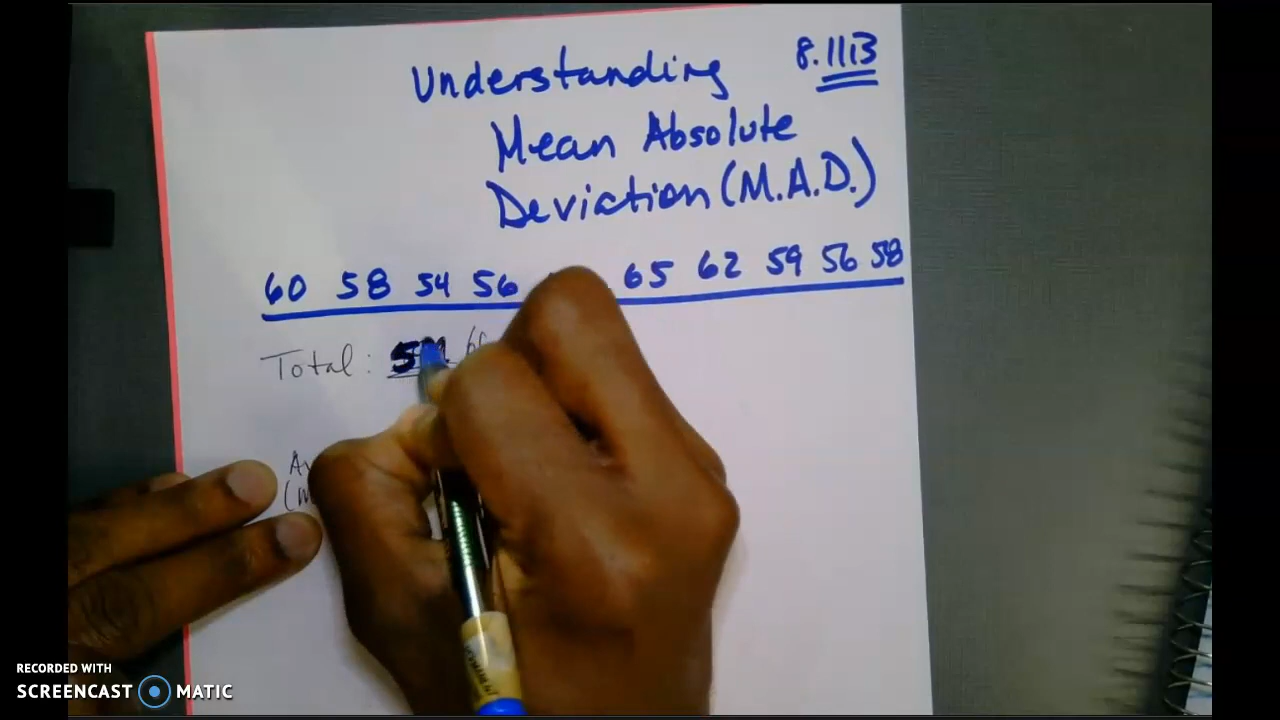 Understanding 8.1113
Mean Absolute
Deviation (M.A.D.)
60 58 54 56 65 62 59 56 58
Total:
RECORDED WITH
SCREENCAST MATIC